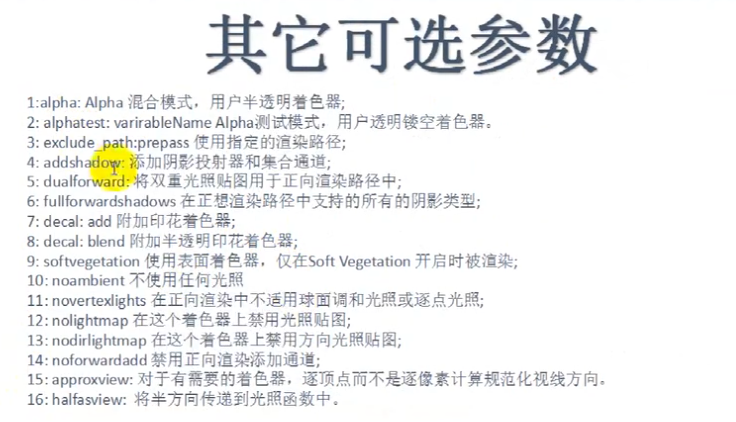 其它可选参数
1:alpha: Alpha 混合模式，用户半透明着色器;
2: alphatest: varirableName Alpha测试模式，用户透明镂空着色器。
3: exclude_path:prepass 使用指定的渲染路径;
4: addshadow: 添加阴影投射器和集合通道;
5: dualforward: 将双重光照贴图用于正向渲染路径中;
6: fullforwardshadows 在正想渲染路径中支持的所有的阴影类型;
7: decal: add 附加印花着色器;
8: decal: blend 附加半透明印花着色器;
9: softvegetation 使用表面着色器，仅在Soft Vegetation 开启时被渲染;
10: noambient 不使用任何光照
11: novertexlights 在正向渲染中不适用球面调和光照或逐点光照;
12: nolightmap 在这个着色器上禁用光照贴图;
13: nodirlightmap 在这个着色器上禁用方向光照贴图;
14: noforwardadd 禁用正向渲染添加通道;
15: approxview: 对于有需要的着色器，逐顶点而不是逐像素计算规范化视线方向。
16: halfasview: 将半方向传递到光照函数中。